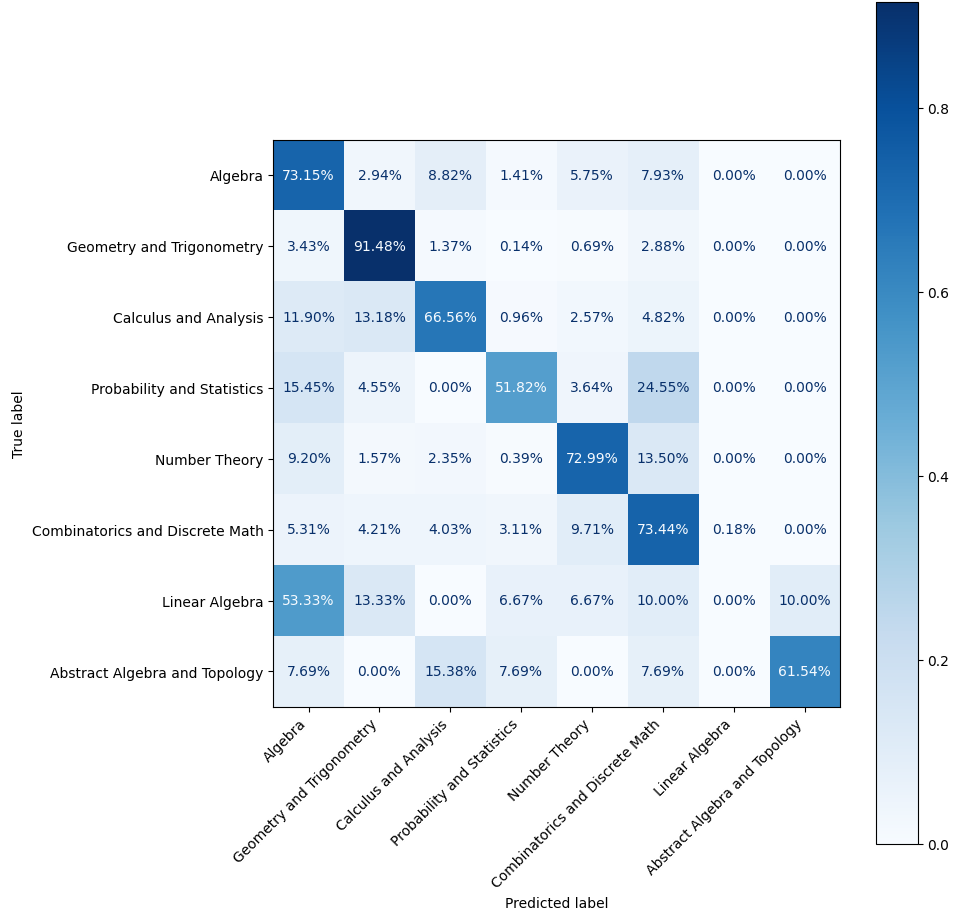 0.8
Algebra 73.15% 2.94% 8.82% 1.41% 5.75% 7.93% 0.00% 0.00%
Geometry and Trigonometry 3.43% 91.48% 1.37% 0.14% 0.69% 2.88% 0.00% 0.00%
0.6
Calculus and Analysis 11.90% 13.18% 66.56% 0.96% 2.57% 4.82% 0.00% 0.00%
Probability and Statistics 15.45% 4.55% 0.00% 51.82% 3.64% 24.55% 0.00% 0.00%
True label
Number Theory 9.20% 1.57% 2.35% 0.39% 72.99% 13.50% 0.00% 0.00%
0.4
Combinatorics and Discrete Math 5.31% 4.21% 4.03% 3.11% 9.71% 73.44% 0.18% 0.00%
Linear Algebra 53.33% 13.33% 0.00% 6.67% 6.67% 10.00% 0.00% 10.00%
0.2
Abstract Algebra and Topology 7.69% 0.00% 15.38% 7.69% 0.00% 7.69% 0.00% 61.54%
Algebra
Geometry and Trigonometry
Calculus and Analysis
Probability and Statistics
Number Theory
Combinatorics and Discrete Math
Linear Algebra
Abstract Algebra and Topology
0.0
Predicted label